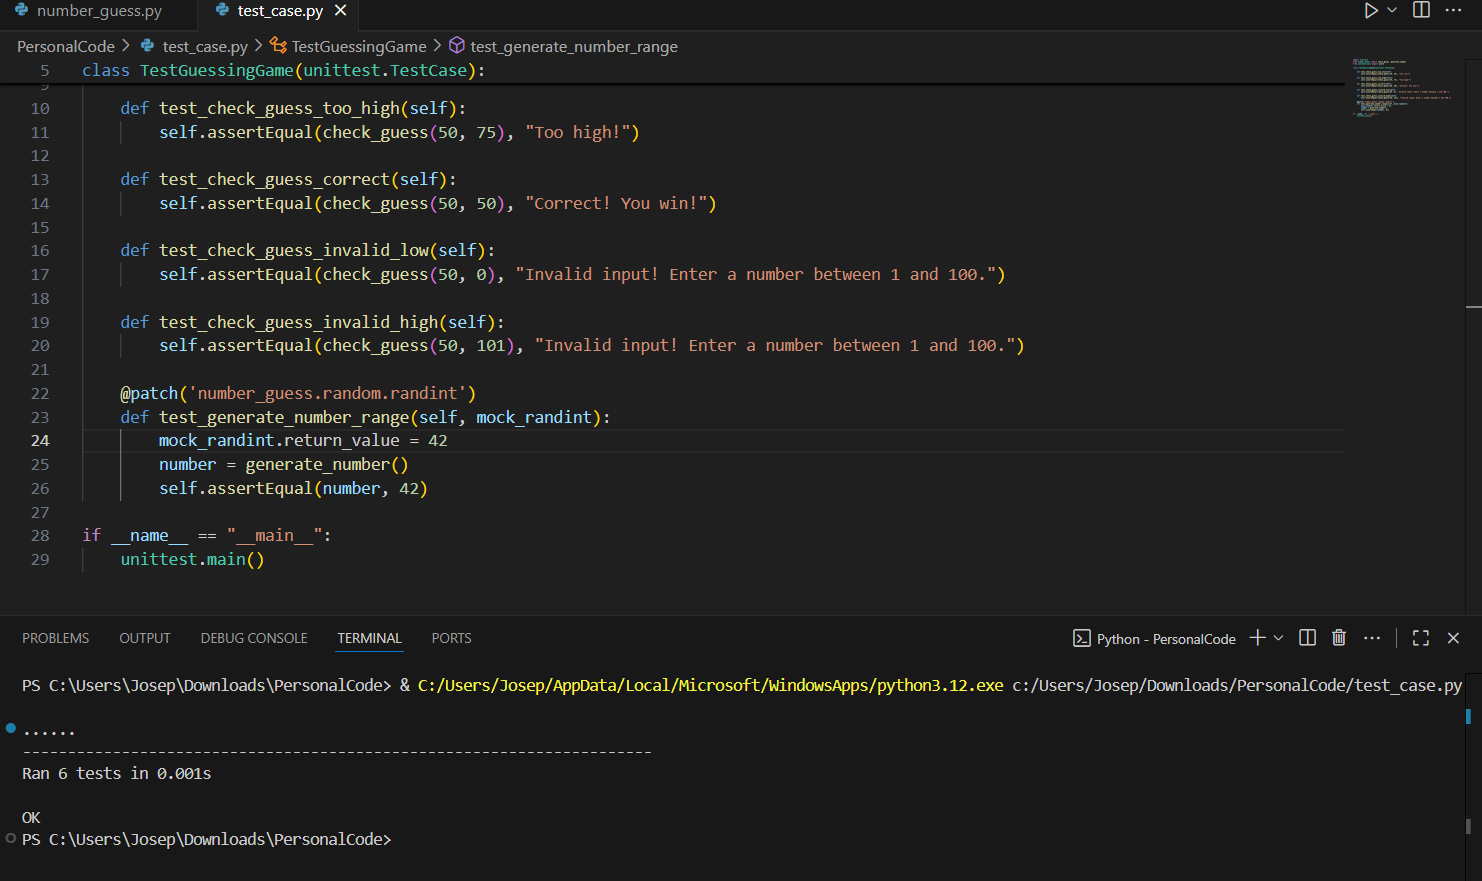 number_guess.py test_case.py
PersonalCode > test_case.py > TestGuessingGame > test_generate_number_range
5 class TestGuessingGame(unittest.TestCase):
9
10 def test_check_guess_too_high(self):
11 self.assertEqual(check_guess(50, 75), "Too high!")
12
13 def test_check_guess_correct(self):
14 self.assertEqual(check_guess(50, 50), "Correct! You win!")
15
16 def test_check_guess_invalid_low(self):
17 self.assertEqual(check_guess(50, 0), "Invalid input! Enter a number between 1 and 100.")
18
19 def test_check_guess_invalid_high(self):
20 self.assertEqual(check_guess(50, 101), "Invalid input! Enter a number between 1 and 100.")
21
22 @patch('number_guess.random.randint')
23 def test_generate_number_range(self, mock_randint):
24 mock_randint.return_value = 42
25 number = generate_number()
26 self.assertEqual(number, 42)
27
28 if __name__ == "__main__":
29 unittest.main()
PROBLEMS OUTPUT DEBUG CONSOLE TERMINAL PORTS Python - PersonalCode
PS C:\Users\Josep\Downloads\PersonalCode> & C:/Users/Josep/AppData/Local/Microsoft/WindowsApps/python3.12.exe c:/Users/Josep/Downloads/PersonalCode/test_case.py
......
----------------------------------------------------------------------
Ran 6 tests in 0.001s
OK
PS C:\Users\Josep\Downloads\PersonalCode>